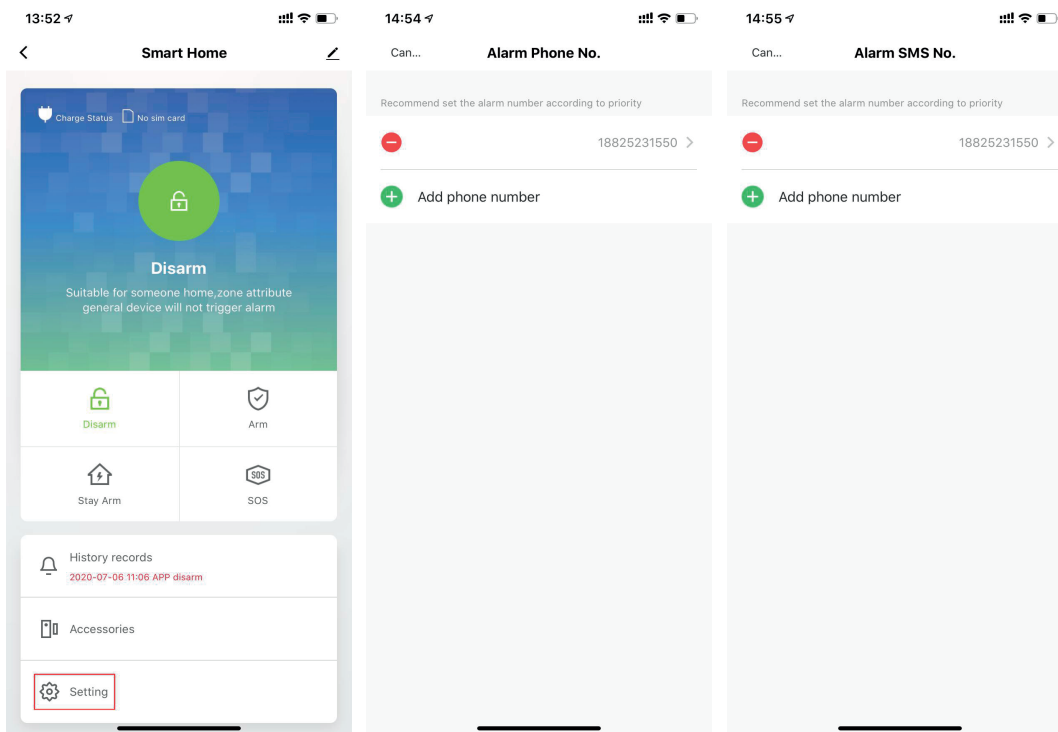 13:52
Smart Home
Charge Status No sim card
Disarm
Suitable for someone home,zone attribute
general device will not trigger alarm
Disarm
Arm
Stay Arm
SOS
SOS
History records
2020-07-06 11:06 APP disarm
Accessories
Setting
14:54
Can... Alarm Phone No.
Recommend set the alarm number according to priority
18825231550
Add phone number
14:55
Can... Alarm SMS No.
Recommend set the alarm number according to priority
18825231550
Add phone number